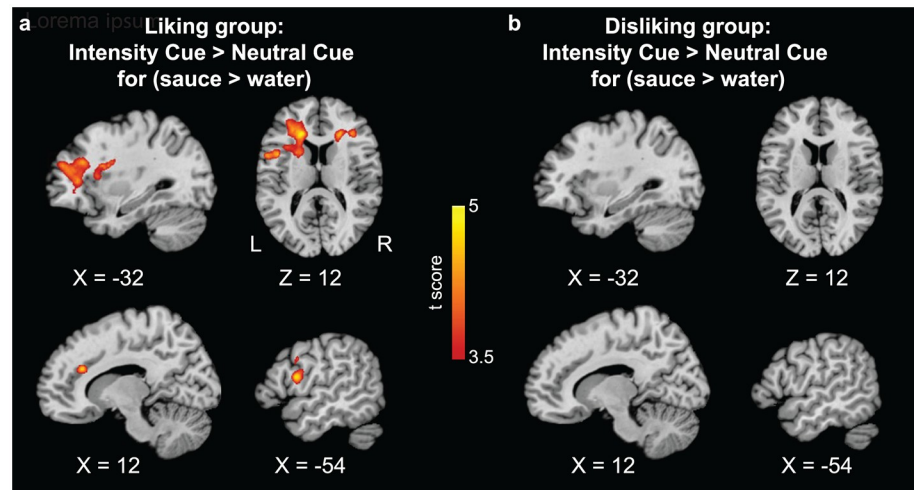 Lorema ipsum
a
Liking group:
Intensity Cue > Neutral Cue
for (sauce > water)
L
R
X = -32
Z = 12
X = 12
X = -54
5
t score
3.5
b
Disliking group:
Intensity Cue > Neutral Cue
for (sauce > water)
X = -32
Z = 12
X = 12
X = -54